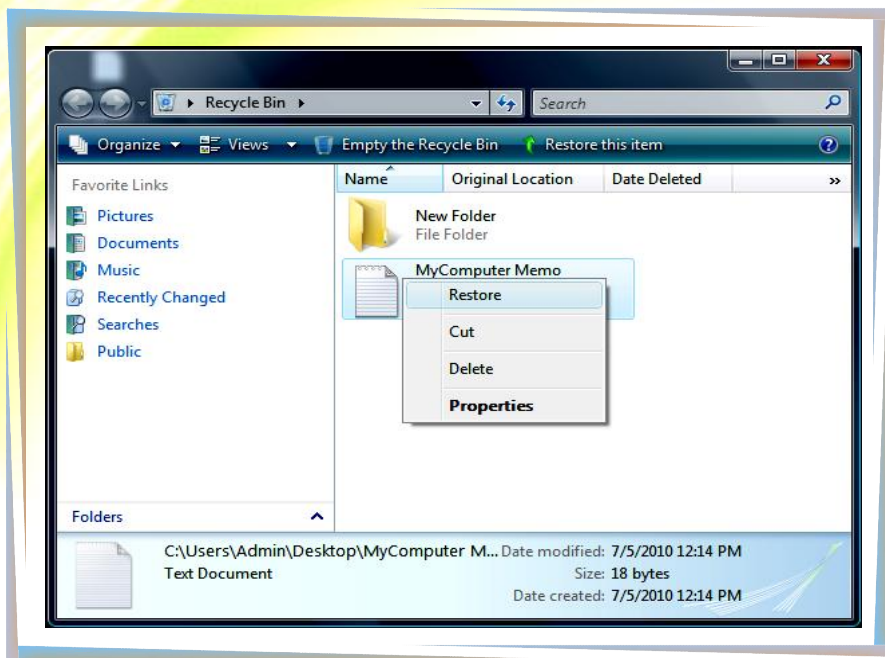 Recycle Bin
Search
Organize Views Empty the Recycle Bin Restore this item ?
Favorite Links
Pictures
Documents
Music
Recently Changed
Searches
Public
Folders
Name Original Location Date Deleted »
New Folder
File Folder
MyComputer Memo
Restore
Cut
Delete
Properties
C:\Users\Admin\Desktop\MyComputer M... Date modified: 7/5/2010 12:14 PM
Text Document Size: 18 bytes
Date created: 7/5/2010 12:14 PM